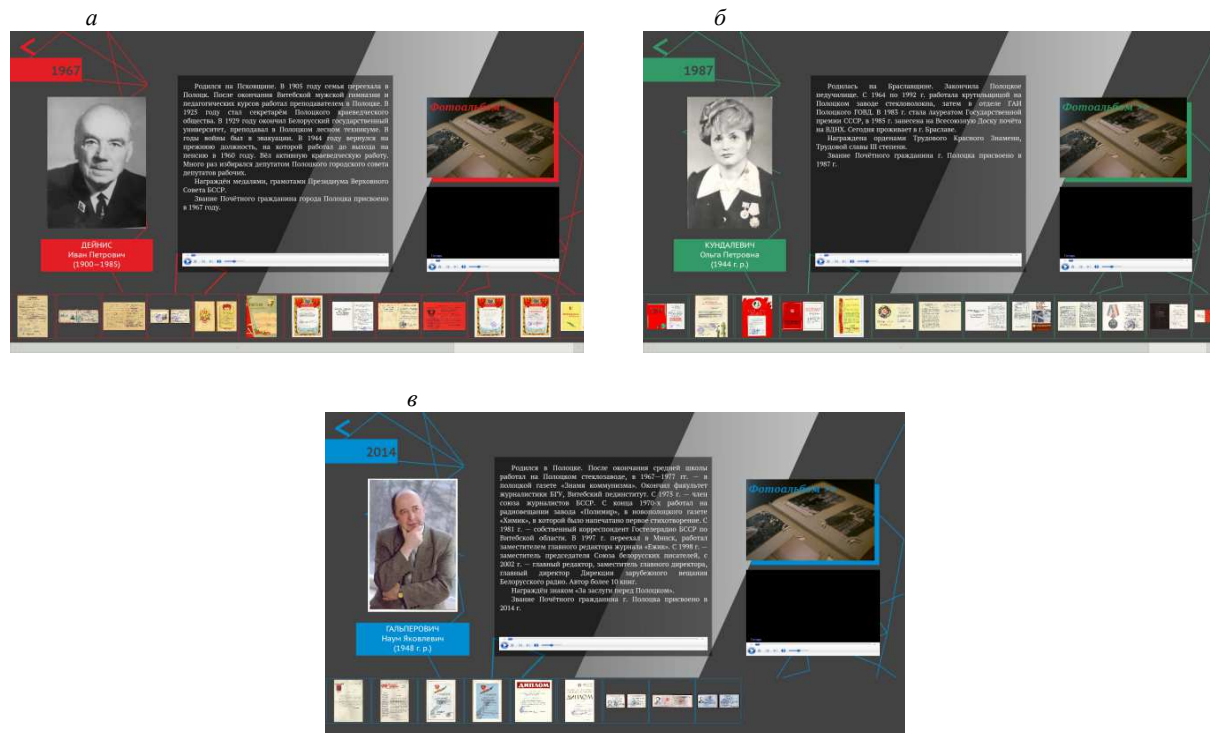 а
1967
Родился на Псковщине. В 1905 году семья переехала в
Полоцк. После окончания Витебской мужской гимназии и
педагогических курсов работал преподавателем в Полоцке. В
1925 году стал секретарём Полоцкого краеведческого
общества. В 1929 году окончил Белорусский государственный
университет, преподавал в Полоцком лесном техникуме. В
годы войны был в эвакуации. В 1944 году вернулся на
прежнюю должность, на которой работал до выхода на
пенсию в 1960 году. Вёл активную краеведческую работу.
Много раз избирался депутатом Полоцкого городского совета
депутатов рабочих.
Награждён медалями, грамотами Президиума Верховного
Совета БССР.
Звание Почётного гражданина города Полоцка присвоено
в 1967 году.
Фотоальбом
ДЕЙНИС
Иван Петрович
(1900–1985)
б
1987
Родилась на Браславщине. Закончила Полоцкое
медучилище. С 1964 по 1992 г. работала крутильщицей на
Полоцком заводе стекловолокна, затем в отделе ГАИ
Полоцкого ГОВД. В 1983 г. стала лауреатом Государственной
премии СССР, в 1985 г. занесена на Всесоюзную Доску почёта
на ВДНХ. Сегодня проживает в г. Браславе.
Награждена орденами Трудового Красного Знамени,
Трудовой славы III степени.
Звание Почётного гражданина г. Полоцка присвоено в
1987 г.
Фотоальбом
КУНДАЛЕВИЧ
Ольга Петровна
(1944 г. р.)
в
2014
Родился в Полоцке. После окончания средней школы
работал на Полоцком стеклозаводе, в 1967–1977 гг. — в
полоцкой газете «Знамя коммунизма». Окончил факультет
журналистики БГУ, Витебский пединститут. С 1975 г. — член
союза журналистов БССР. С конца 1970-х работал на
радиовещании завода «Полимир», в новополоцкого газете
«Химик», в которой было напечатано первое стихотворение. С
1981 г. — собственный корреспондент Гостелерадио БССР по
Витебской области. В 1997 г. переехал в Минск, работал
заместителем главного редактора журнала «Ежик». С 1998 г. —
заместитель председателя Союза белорусских писателей, с
2002 г. — главный редактор, заместитель главного директора,
главный директор Дирекции зарубежного вещания
Белорусского радио. Автор более 10 книг.
Награждён знаком «За заслуги перед Полоцком».
Звание Почётного гражданина г. Полоцка присвоено в
2014 г.
Фотоальбом
ГАЛЬПЕРОВИЧ
Наум Яковлевич
(1948 г. р.)
ДИПЛОМ